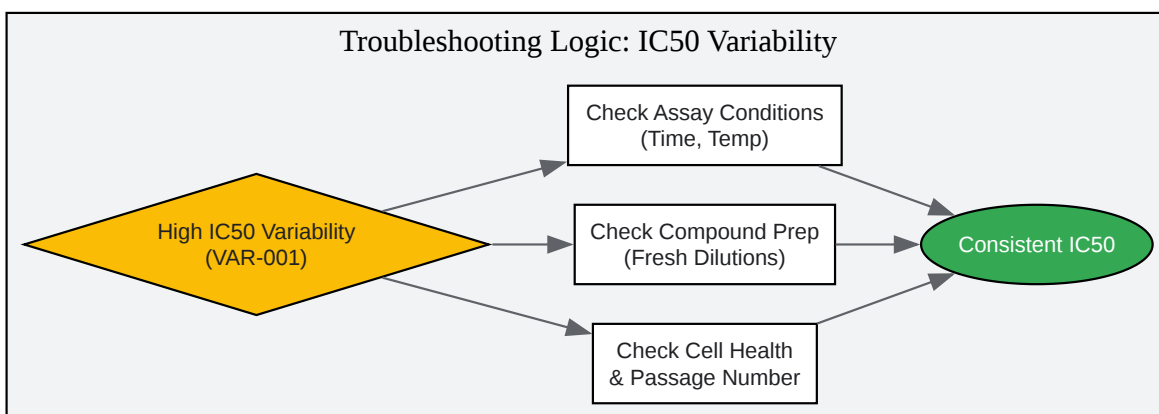 Troubleshooting Logic: IC50 Variability
Check Assay Conditions
(Time, Temp)
High IC50 Variability
(VAR-001)
Check Compound Prep
(Fresh Dilutions)
Consistent IC50
Check Cell Health
& Passage Number